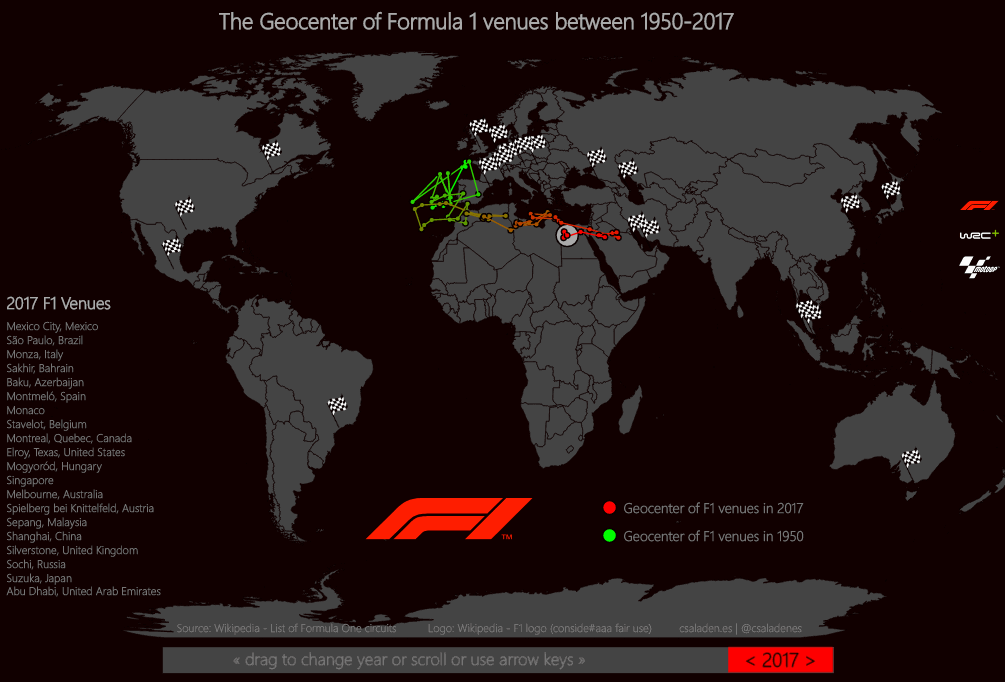 The Geocenter of Formula 1 venues between 1950-2017
WRC+
motoGP
2017 F1 Venues
Mexico City, Mexico
São Paulo, Brazil
Monza, Italy
Sakhir, Bahrain
Baku, Azerbaijan
Montmeló, Spain
Monaco
Stavelot, Belgium
Montreal, Quebec, Canada
Elroy, Texas, United States
Mogyoród, Hungary
Singapore
Melbourne, Australia
Spielberg bei Knittelfeld, Austria
Sepang, Malaysia
Shanghai, China
Silverstone, United Kingdom
Sochi, Russia
Suzuka, Japan
Abu Dhabi, United Arab Emirates
F1 TM
Geocenter of F1 venues in 2017
Geocenter of F1 venues in 1950
Source: Wikipedia - List of Formula One circuits Logo: Wikipedia - F1 logo (conside#aaa fair use) csaladen.es | @csaladenes
« drag to change year or scroll or use arrow keys » < 2017 >